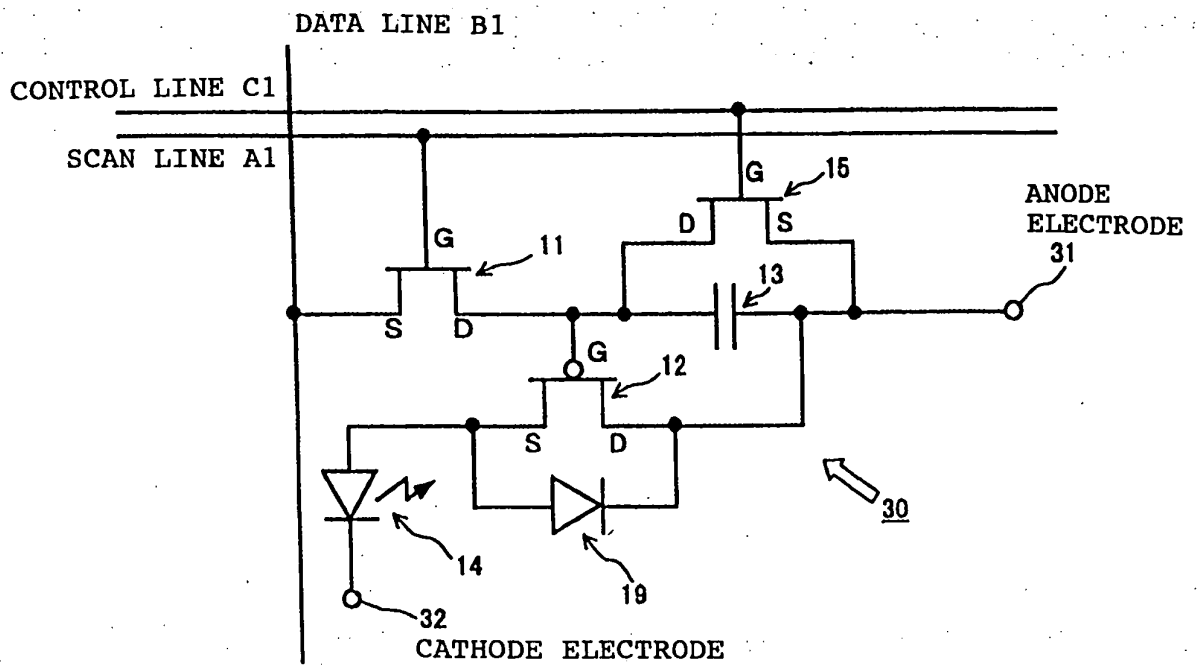 DATA LINE B1
CONTROL LINE C1
SCAN LINE A1
G
15
D
S
ANODE
ELECTRODE
31
G
11
13
S
D
G
12
S
D
30
14
19
32
CATHODE ELECTRODE